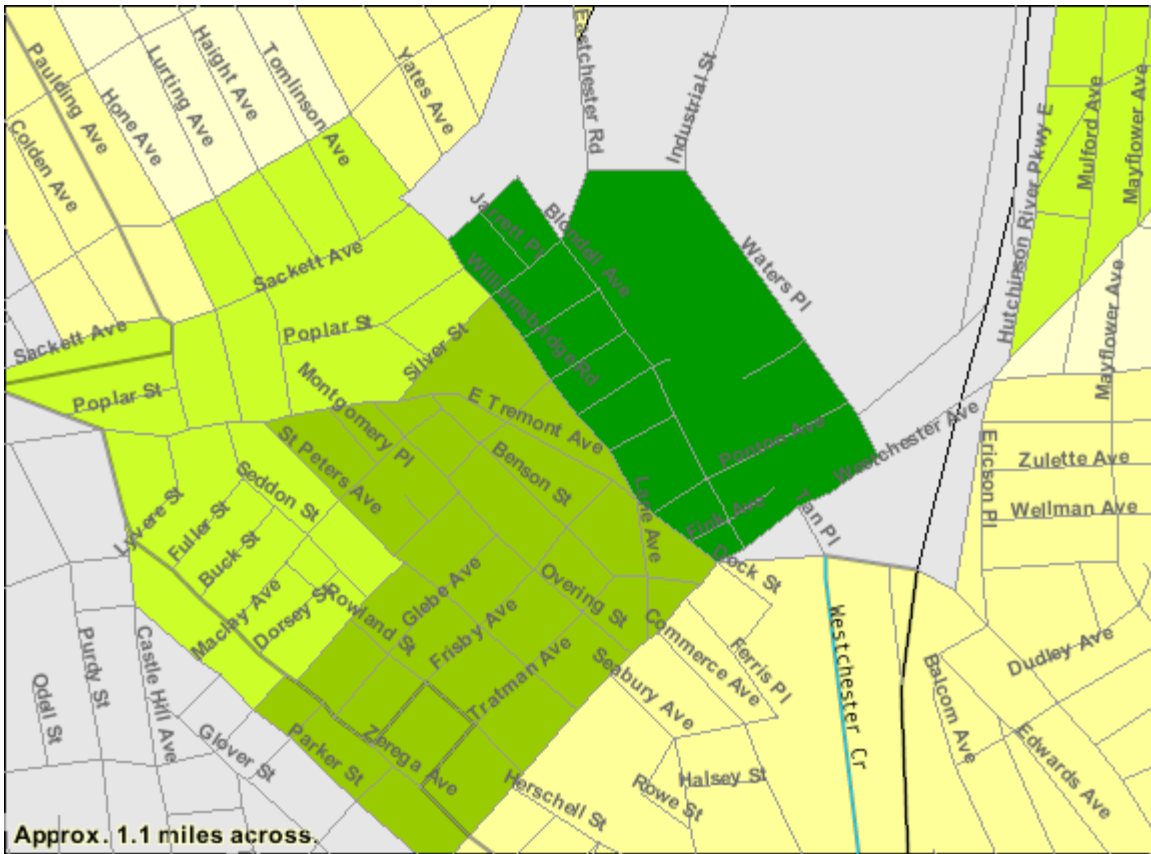 Paulding Ave
Colden Ave
Hone Ave
Lurting Ave
Haight Ave
Tomlinson Ave
Yates Ave
Eastchester Rd
Industrial St
Hutchinson River Pkwy E
Mulford Ave
Mayflower Ave
Jarrett Pl
Blondell Ave
Waters Pl
Sackett Ave
Williamsbridge Rd
Mayflower Ave
Sackett Ave
Poplar St
Silver St
Poplar St
Montgomery Pl
E Tremont Ave
St Peters Ave
Benson St
Ponton Ave
Westchester Ave
Ericson Pl
Zulette Ave
Wellman Ave
Seddon St
Lyvere St
Fuller St
Buck St
Maclay Ave
Dorsey St
Rowland St
Glebe Ave
Frisby Ave
Overing St
Fink Ave
Tan Pl
Cock St
Commerce Ave
Ferris Pl
Seabury Ave
Tratman Ave
Westchester Cr
Dudley Ave
Balcom Ave
Edwards Ave
Purdy St
Castle Hill Ave
Odell St
Glover St
Parker St
Zerega Ave
Herschell St
Rowe St
Halsey St
Approx. 1.1 miles across.